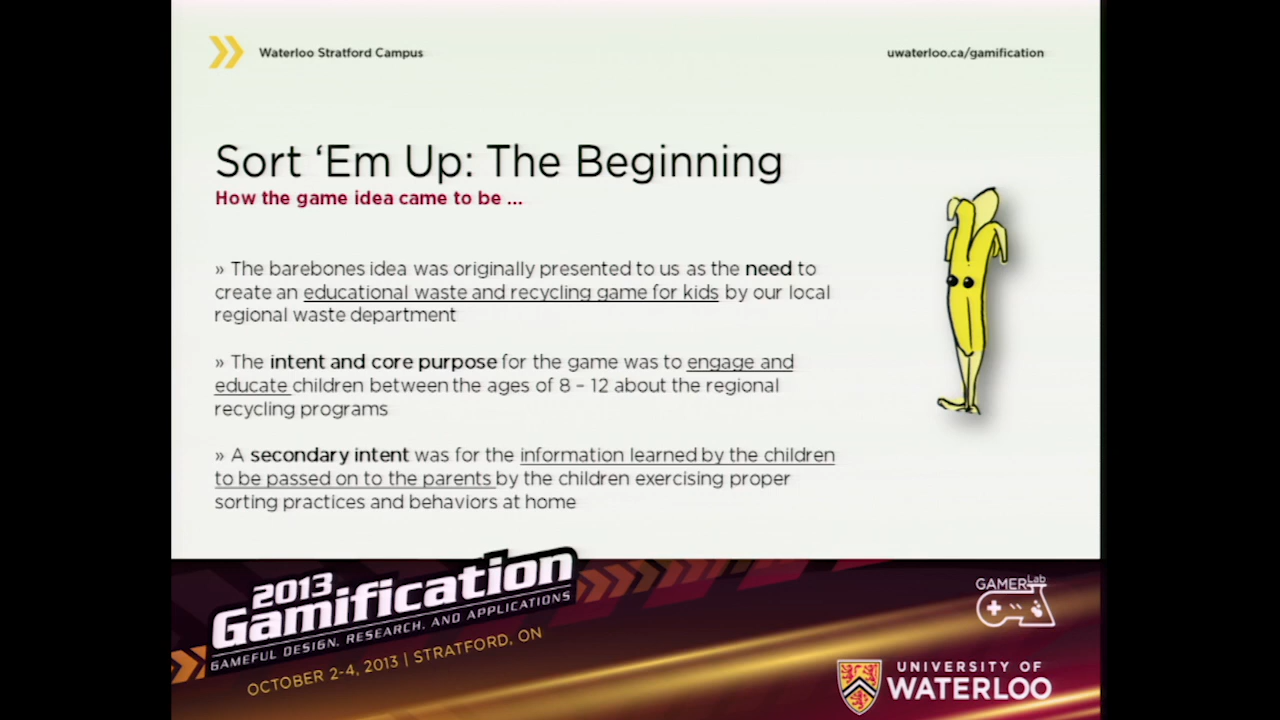 Waterloo Stratford Campus
uwaterloo.ca/gamification
Sort ‘Em Up: The Beginning
How the game idea came to be ...
» The barebones idea was originally presented to us as the need to
create an educational waste and recycling game for kids by our local
regional waste department
» The intent and core purpose for the game was to engage and
educate children between the ages of 8 – 12 about the regional
recycling programs
» A secondary intent was for the information learned by the children
to be passed on to the parents by the children exercising proper
sorting practices and behaviors at home
2013
Gamification
GAMEFUL DESIGN, RESEARCH, AND APPLICATIONS
OCTOBER 2-4, 2013 | STRATFORD, ON
GAMER Lab
UNIVERSITY OF
WATERLOO